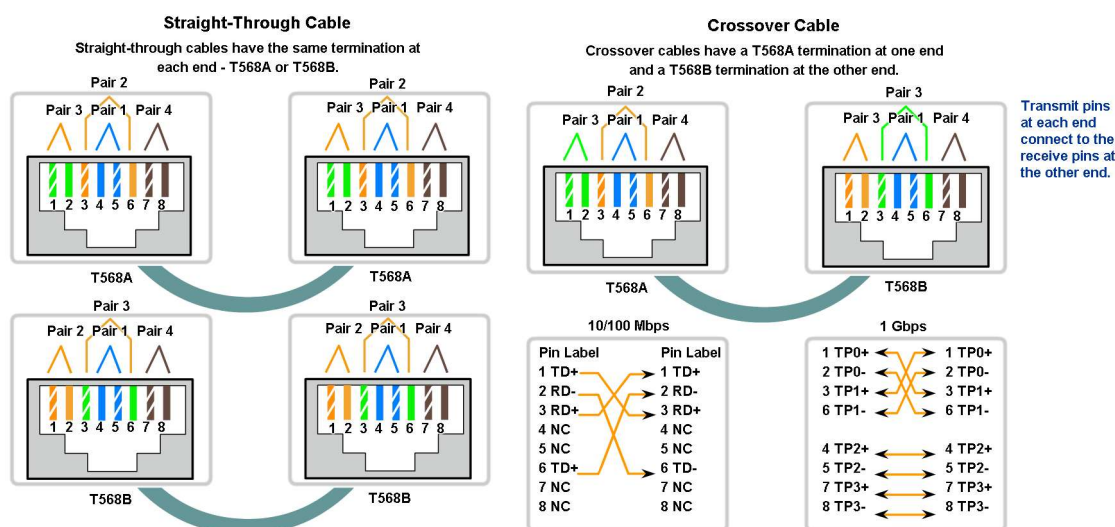 Straight-Through Cable
Straight-through cables have the same termination at
each end - T568A or T568B.
Pair 2
Pair 3 Pair 1 Pair 4
1 2 3 4 5 6 7 8
T568A
Pair 2
Pair 3 Pair 1 Pair 4
1 2 3 4 5 6 7 8
T568A
Pair 3
Pair 2 Pair 1 Pair 4
1 2 3 4 5 6 7 8
T568B
Pair 3
Pair 2 Pair 1 Pair 4
1 2 3 4 5 6 7 8
T568B
Crossover Cable
Crossover cables have a T568A termination at one end
and a T568B termination at the other end.
Pair 2
Pair 3 Pair 1 Pair 4
1 2 3 4 5 6 7 8
T568A
Pair 3
Pair 2 Pair 1 Pair 4
1 2 3 4 5 6 7 8
T568B
Transmit pins
at each end
connect to the
receive pins at
the other end.
10/100 Mbps
Pin Label Pin Label
1 TD+ 1 TD+
2 RD- 2 RD-
3 RD+ 3 RD+
4 NC 4 NC
5 NC 5 NC
6 TD+ 6 TD-
7 NC 7 NC
8 NC 8 NC
1 Gbps
1 TP0+ 1 TP0+
2 TP0- 2 TP0-
3 TP1+ 3 TP1+
6 TP1- 6 TP1-
4 TP2+ 4 TP2+
5 TP2- 5 TP2-
7 TP3+ 7 TP3+
8 TP3- 8 TP3-